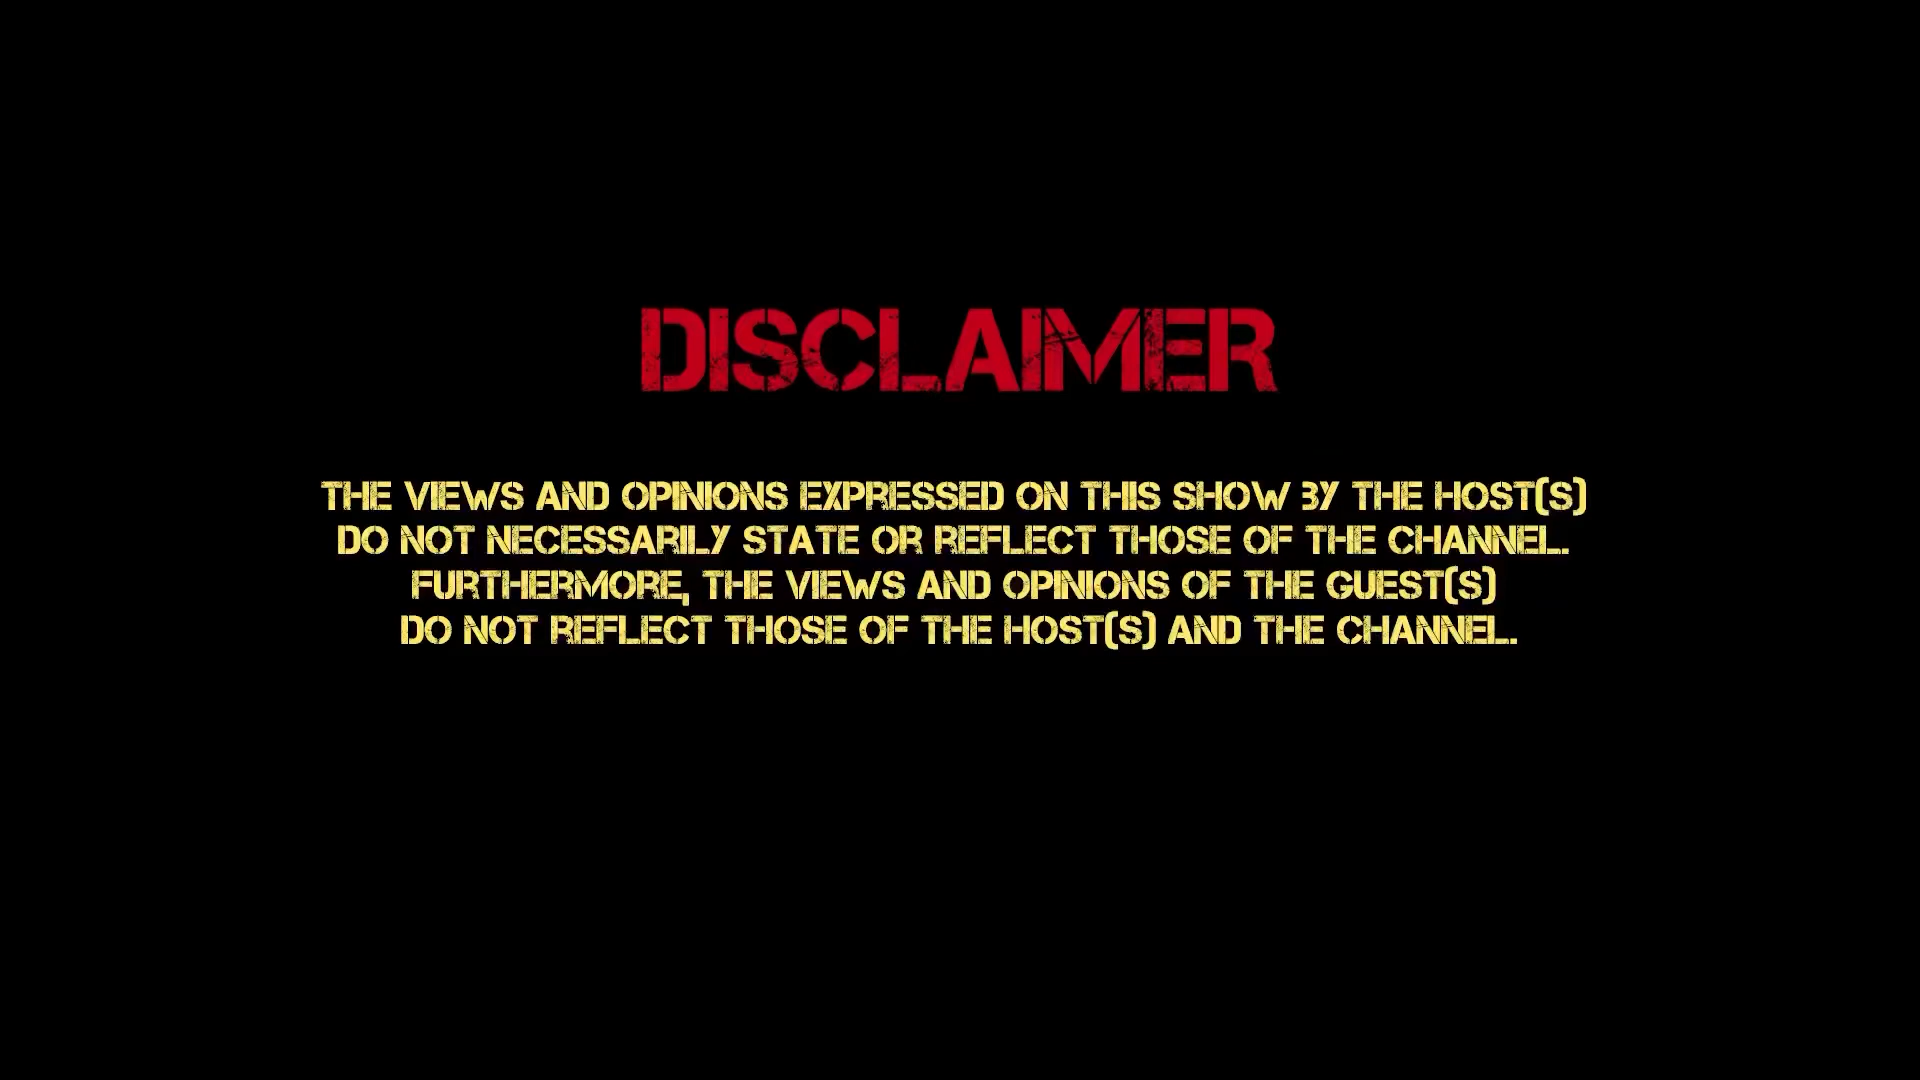 DISCLAIMER
THE VIEWS AND OPINIONS EXPRESSED ON THIS SHOW BY THE HOST(S)
DO NOT NECESSARILY STATE OR REFLECT THOSE OF THE CHANNEL.
FURTHERMORE, THE VIEWS AND OPINIONS OF THE GUEST(S)
DO NOT REFLECT THOSE OF THE HOST(S) AND THE CHANNEL.